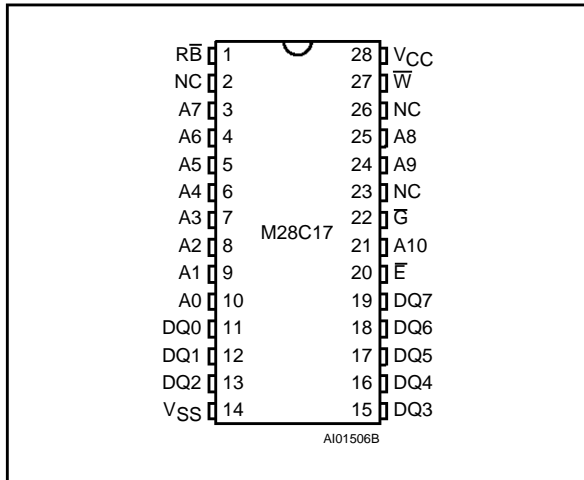 RB̅ 1 28 VCC
NC 2 27 W̅
A7 3 26 NC
A6 4 25 A8
A5 5 24 A9
A4 6 23 NC
A3 7 22 G̅
M28C17
A2 8 21 A10
A1 9 20 E̅
A0 10 19 DQ7
DQ0 11 18 DQ6
DQ1 12 17 DQ5
DQ2 13 16 DQ4
VSS 14 15 DQ3
AI01506B